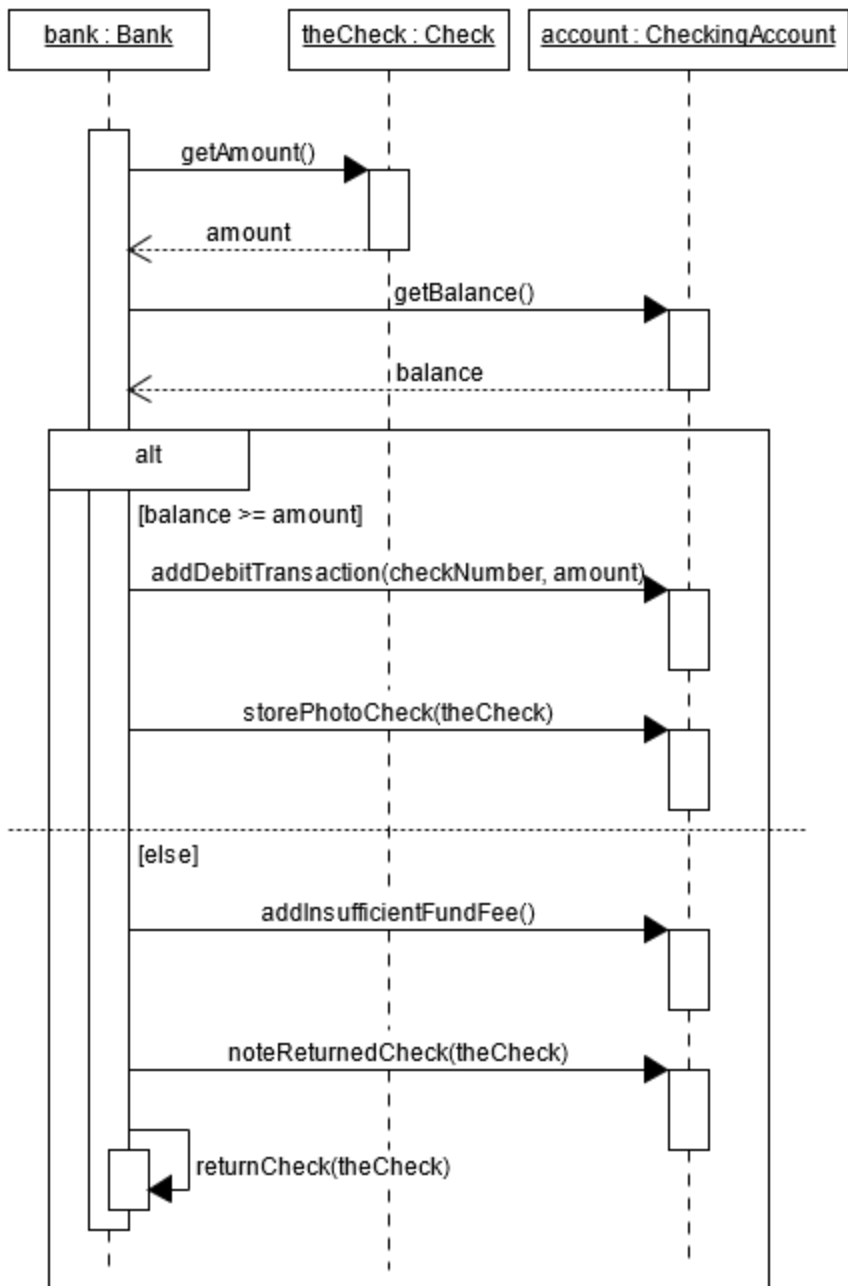 bank : Bank
theCheck : Check
account : CheckingAccount
getAmount()
amount
getBalance()
balance
alt
[balance >= amount]
addDebitTransaction(checkNumber, amount)
storePhotoCheck(theCheck)
[else]
addInsufficientFundFee()
noteReturnedCheck(theCheck)
returnCheck(theCheck)